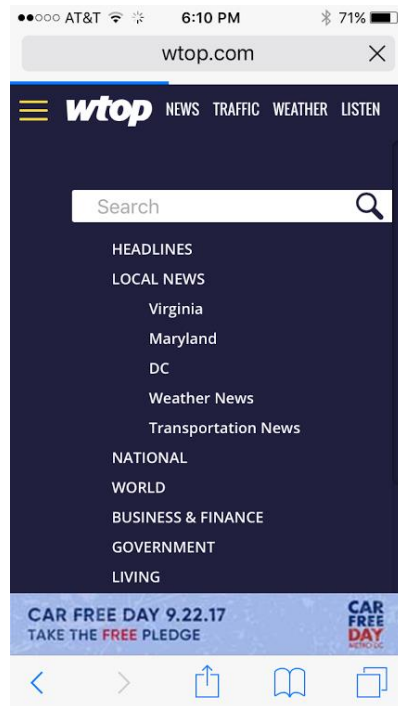 AT&T 6:10 PM 71%
wtop.com
wtop NEWS TRAFFIC WEATHER LISTEN
Search
HEADLINES
LOCAL NEWS
Virginia
Maryland
DC
Weather News
Transportation News
NATIONAL
WORLD
BUSINESS & FINANCE
GOVERNMENT
LIVING
CAR FREE DAY 9.22.17
TAKE THE FREE PLEDGE
CAR
FREE
DAY
METRO DC